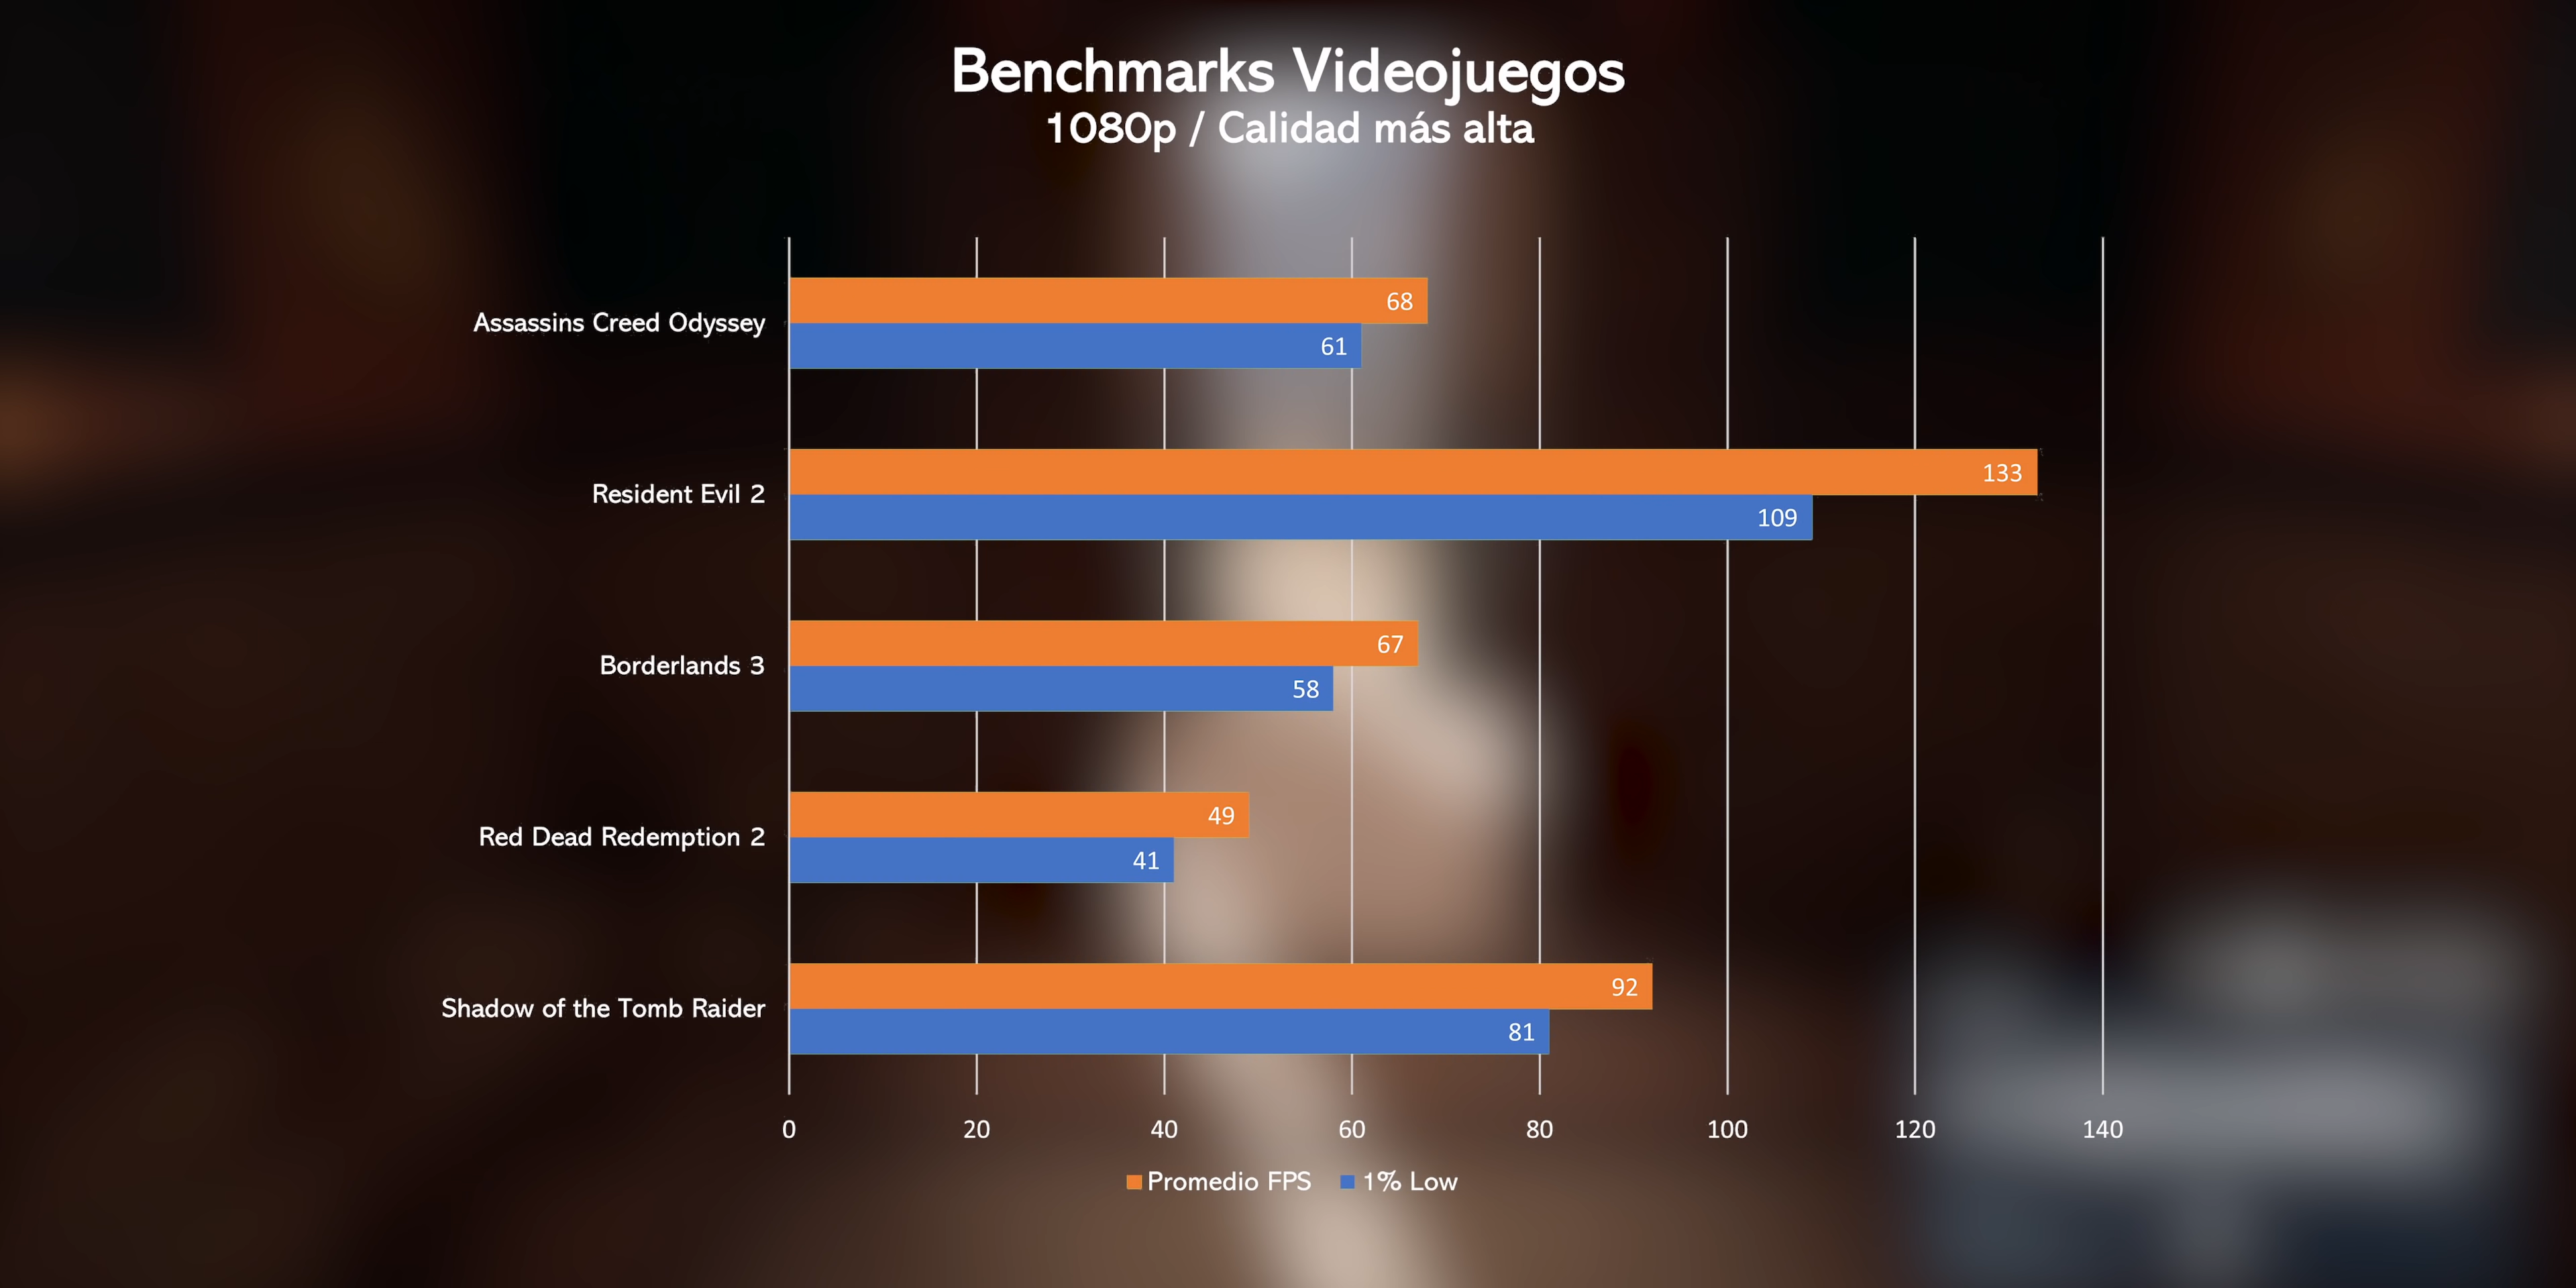 Benchmarks Videojuegos
1080p / Calidad más alta
Assassins Creed Odyssey
68
61
Resident Evil 2
133
109
Borderlands 3
67
58
Red Dead Redemption 2
49
41
Shadow of the Tomb Raider
92
81
0 20 40 60 80 100 120 140
Promedio FPS 1% Low